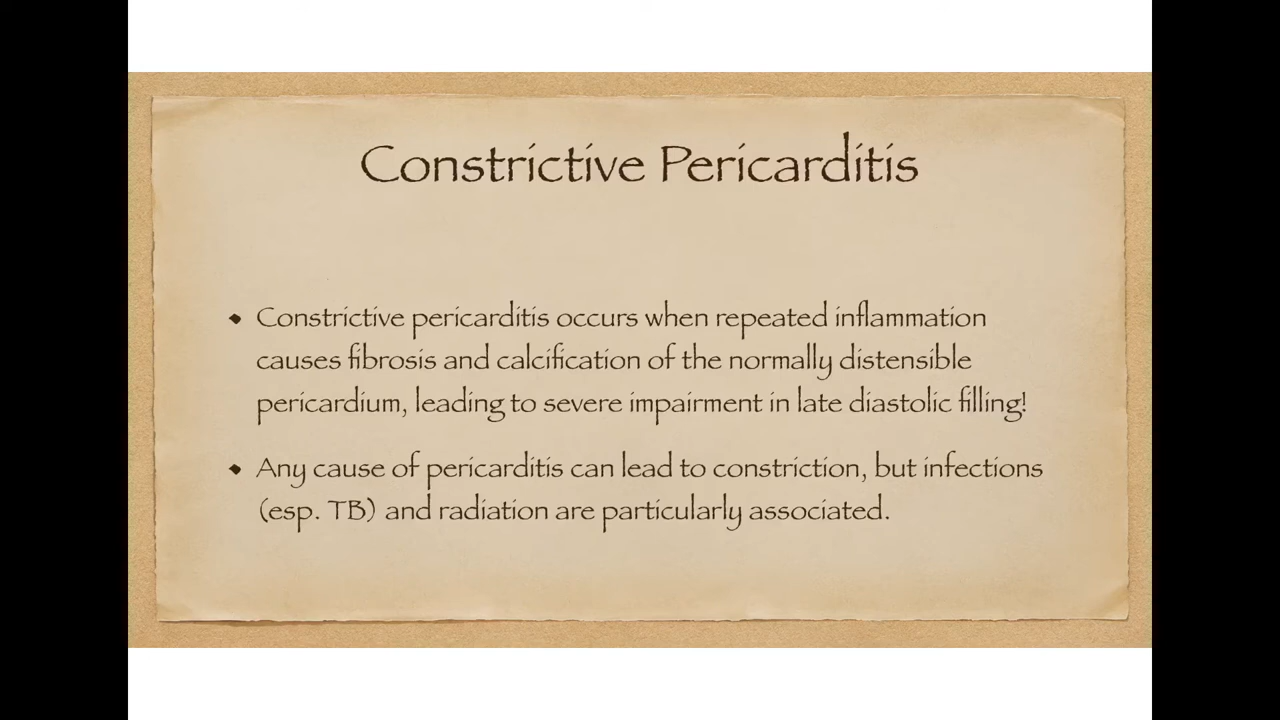 Constrictive Pericarditis
• Constrictive pericarditis occurs when repeated inflammation
causes fibrosis and calcification of the normally distensible
pericardium, leading to severe impairment in late diastolic filling!
• Any cause of pericarditis can lead to constriction, but infections
(esp. TB) and radiation are particularly associated.